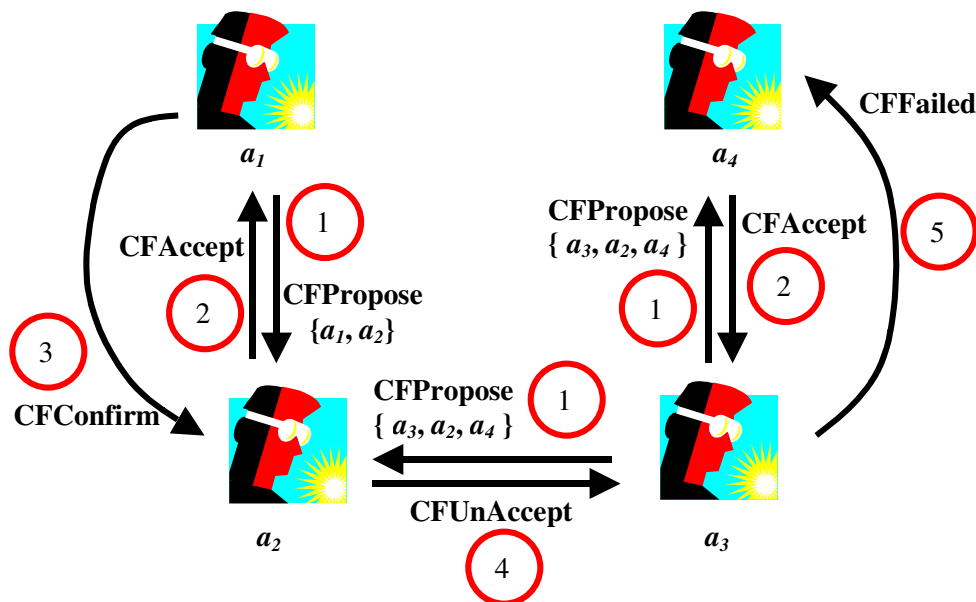 a1
a4
CFFailed
1
CFAccept
2
CFPropose
{a1, a2}
CFPropose
{ a3, a2, a4 }
1
CFAccept
2
5
3
CFConfirm
CFPropose
{ a3, a2, a4 }
1
CFUnAccept
4
a2
a3